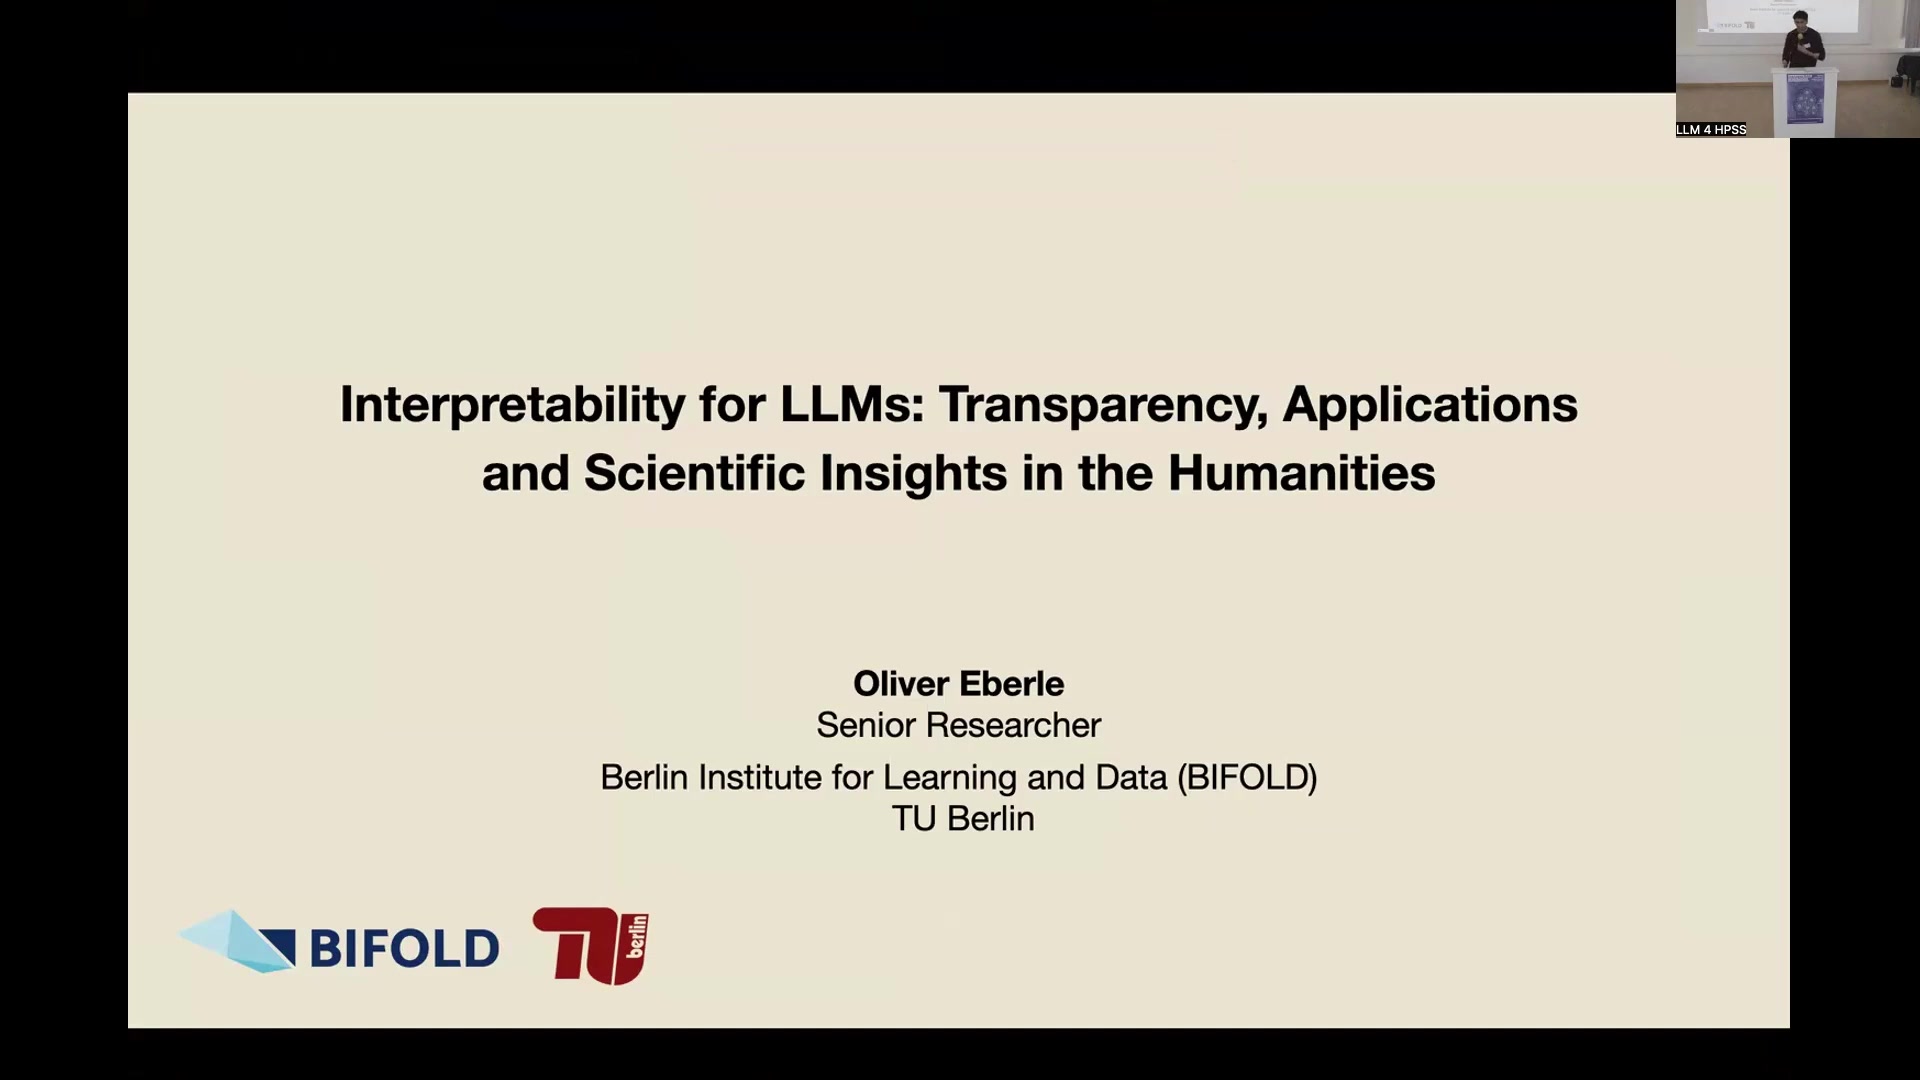 LLM 4 HPSS
Interpretability for LLMs: Transparency, Applications
and Scientific Insights in the Humanities
Oliver Eberle
Senior Researcher
Berlin Institute for Learning and Data (BIFOLD)
TU Berlin
BIFOLD
TU berlin